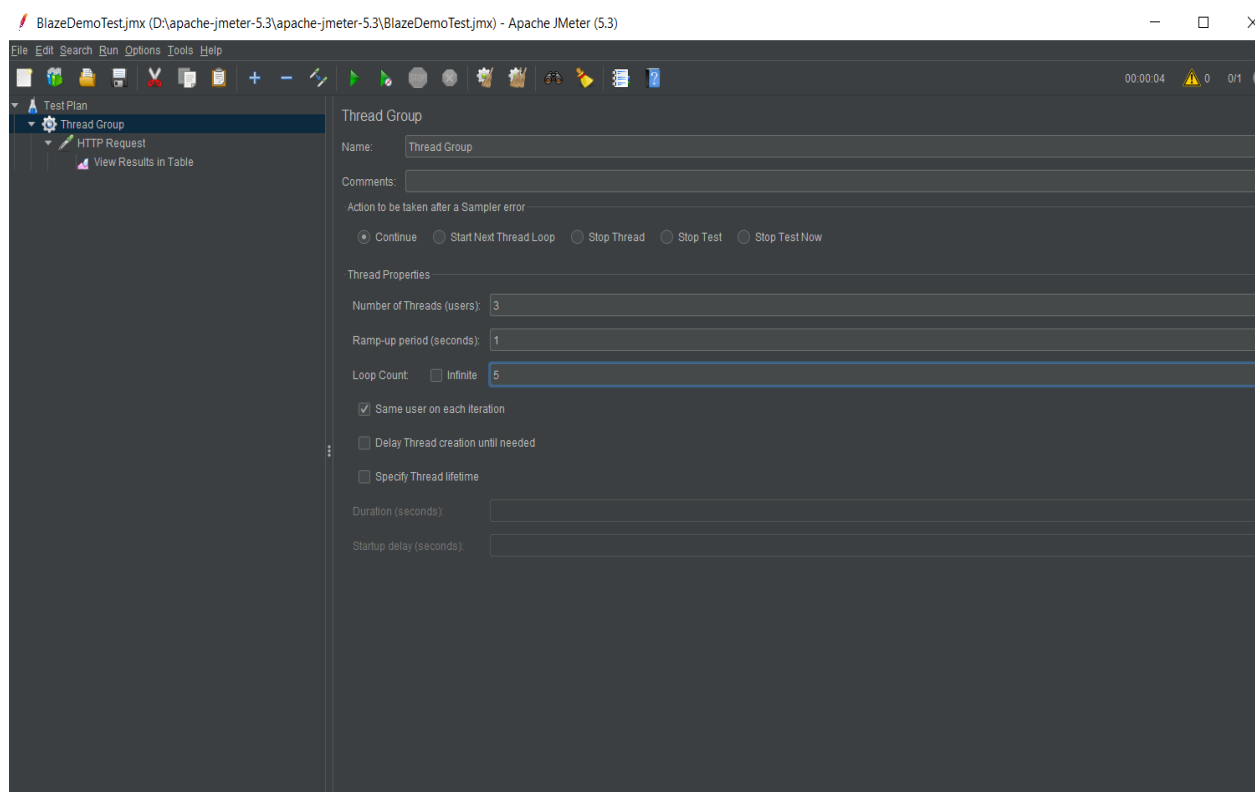 BlazeDemoTest.jmx (D:\apache-jmeter-5.3\apache-jmeter-5.3\BlazeDemoTest.jmx) - Apache JMeter (5.3)
File Edit Search Run Options Tools Help
00:00:04 0 0/1
Test Plan
Thread Group
HTTP Request
View Results in Table
Thread Group
Name: Thread Group
Comments:
Action to be taken after a Sampler error
Continue Start Next Thread Loop Stop Thread Stop Test Stop Test Now
Thread Properties
Number of Threads (users): 3
Ramp-up period (seconds): 1
Loop Count: Infinite 5
Same user on each iteration
Delay Thread creation until needed
Specify Thread lifetime
Duration (seconds):
Startup delay (seconds):